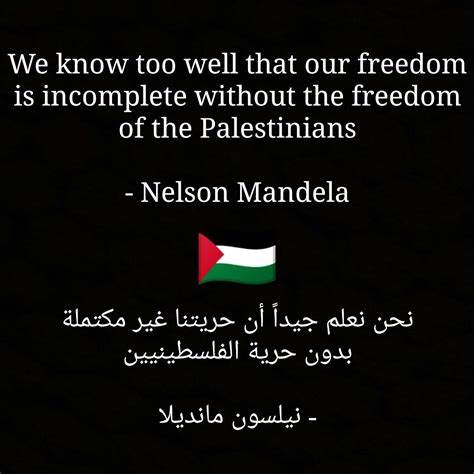 We know too well that our freedom
is incomplete without the freedom
of the Palestinians
- Nelson Mandela
نحن نعلم جيداً أن حريتنا غير مكتملة
بدون حرية الفلسطينيين
- نيلسون مانديلا